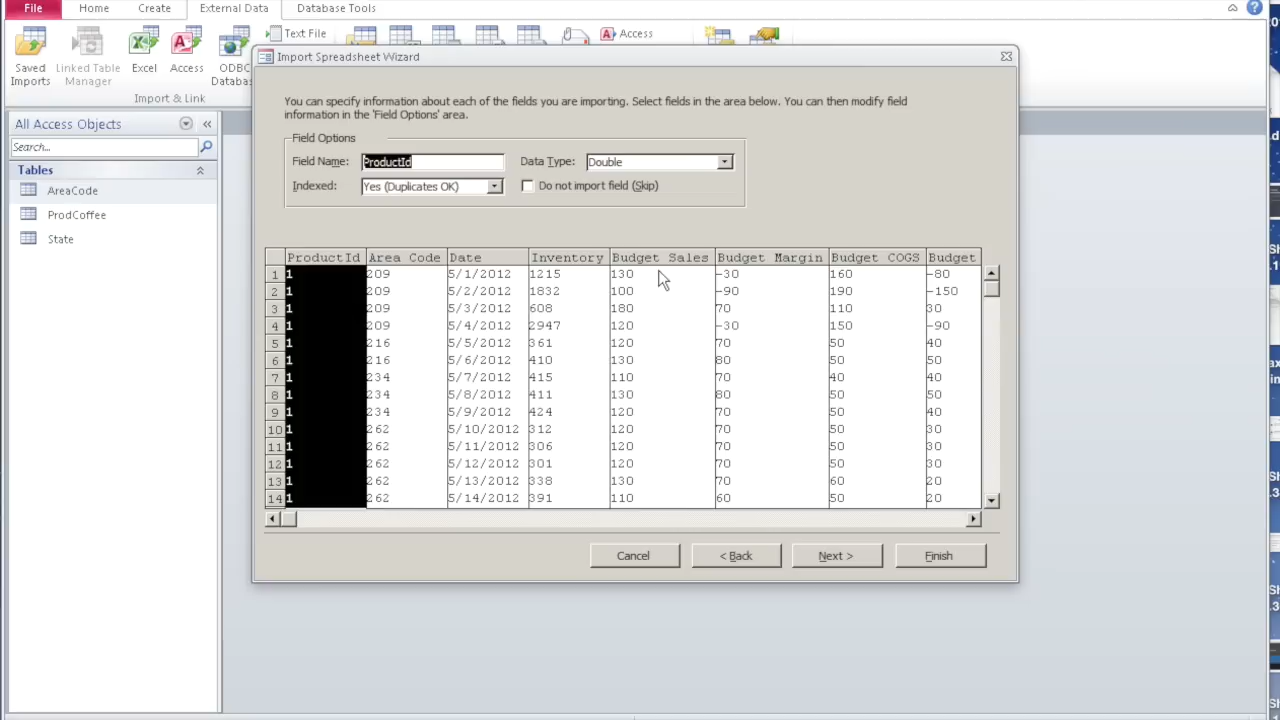 File Home Create External Data Database Tools
Text File Access
Saved Imports Linked Table Manager Excel Access ODBC Databas
Import & Link
Import Spreadsheet Wizard
All Access Objects
Search...
Tables
AreaCode
ProdCoffee
State
You can specify information about each of the fields you are importing. Select fields in the area below. You can then modify field
information in the 'Field Options' area.
Field Options
Field Name: ProductId Data Type: Double
Indexed: Yes (Duplicates OK) Do not import field (Skip)
ProductId Area Code Date Inventory Budget Sales Budget Margin Budget COGS Budget
1 1 209 5/1/2012 1215 130 -30 160 -80
2 1 209 5/2/2012 1832 100 -90 190 -150
3 1 209 5/3/2012 608 180 70 110 30
4 1 209 5/4/2012 2947 120 -30 150 -90
5 1 216 5/5/2012 361 120 70 50 40
6 1 216 5/6/2012 410 130 80 50 50
7 1 234 5/7/2012 415 110 70 40 40
8 1 234 5/8/2012 411 130 80 50 50
9 1 234 5/9/2012 424 120 70 50 40
10 1 262 5/10/2012 312 120 70 50 30
11 1 262 5/11/2012 306 120 70 50 30
12 1 262 5/12/2012 301 120 70 50 30
13 1 262 5/13/2012 338 130 70 60 20
14 1 262 5/14/2012 391 110 60 50 20
Cancel < Back Next > Finish